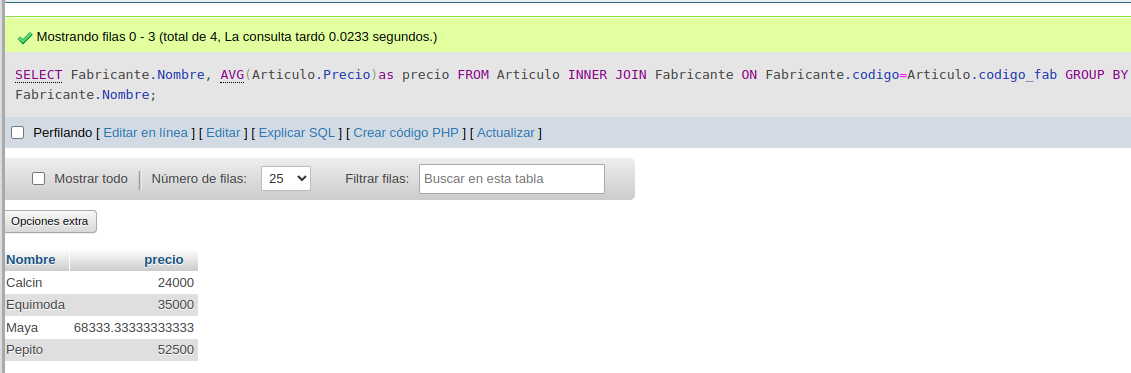 Mostrando filas 0 - 3 (total de 4, La consulta tardó 0.0233 segundos.)
SELECT Fabricante.Nombre, AVG(Articulo.Precio)as precio FROM Articulo INNER JOIN Fabricante ON Fabricante.codigo=Articulo.codigo_fab GROUP BY
Fabricante.Nombre;
Perfilando [ Editar en línea ] [ Editar ] [ Explicar SQL ] [ Crear código PHP ] [ Actualizar ]
Mostrar todo | Número de filas: 25 Filtrar filas: Buscar en esta tabla
Opciones extra
Nombre precio
Calcin 24000
Equimoda 35000
Maya 68333.33333333333
Pepito 52500